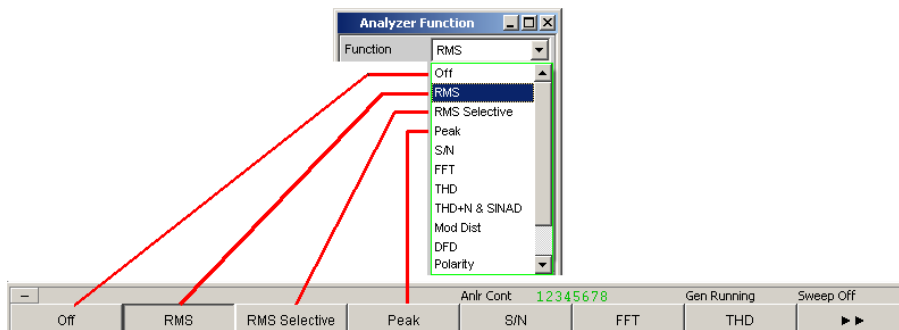 Analyzer Function
Function RMS
Off
RMS
RMS Selective
Peak
S/N
FFT
THD
THD+N & SINAD
Mod Dist
DFD
Polarity
Anlr Cont 12345678 Gen Running Sweep Off
Off RMS RMS Selective Peak S/N FFT THD